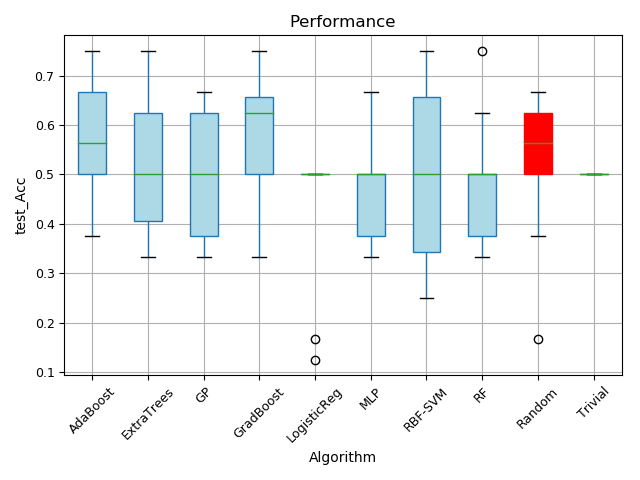 Performance
0.7
0.6
0.5
0.4
0.3
0.2
0.1
test_Acc
AdaBoost
ExtraTrees
GP
GradBoost
LogisticReg
MLP
RBF-SVM
RF
Random
Trivial
Algorithm